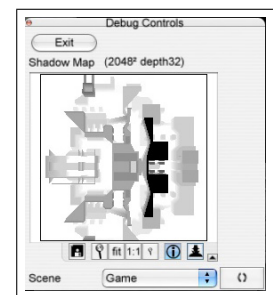 Debug Controls
Exit
Shadow Map (2048² depth32)
fit 1:1
Scene Game